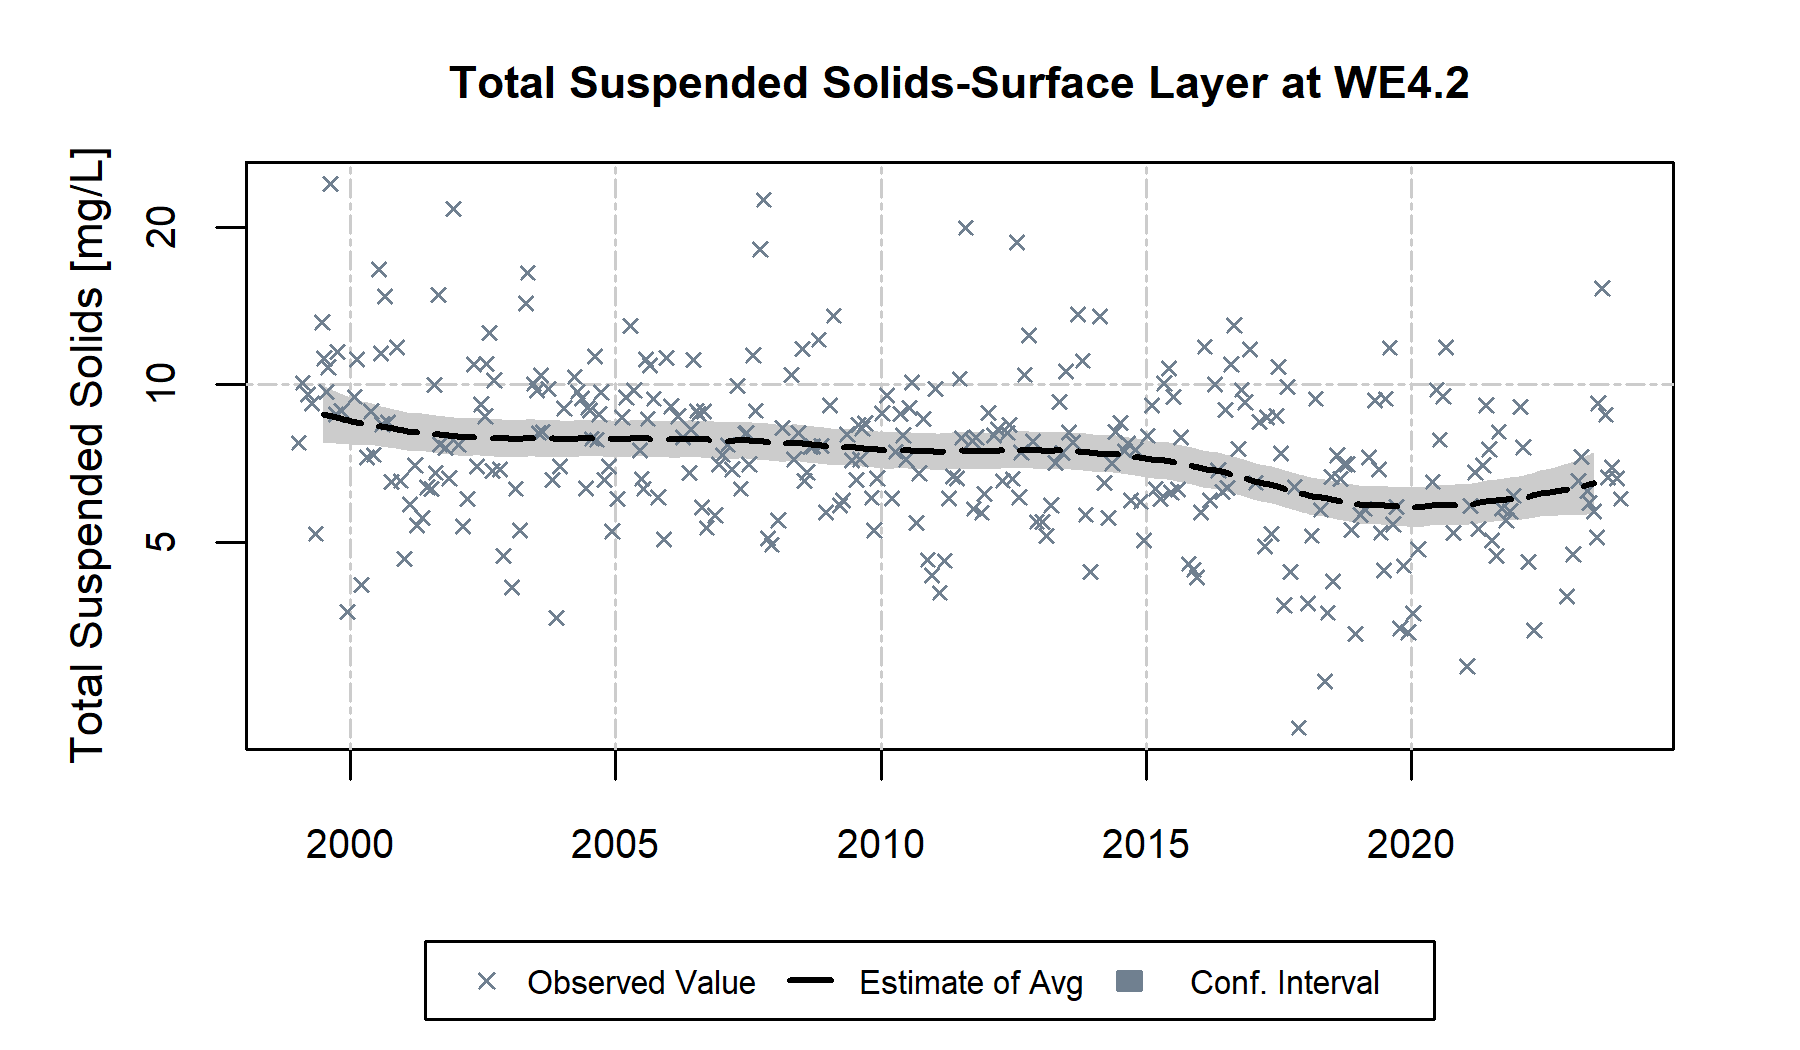 Total Suspended Solids-Surface Layer at WE4.2
Total Suspended Solids [mg/L]
20
10
5
2000 2005 2010 2015 2020
Observed Value Estimate of Avg Conf. Interval